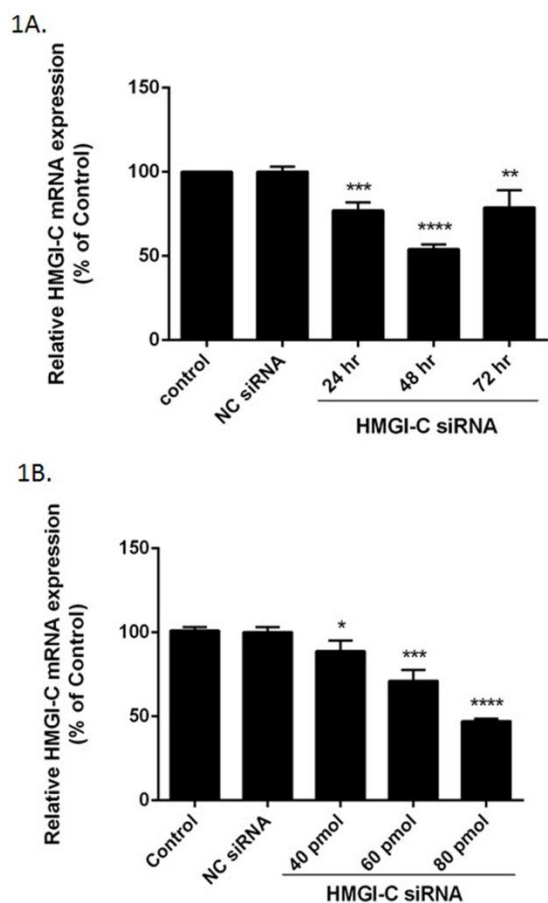 1A.
Relative HMGI-C mRNA expression
(% of Control)
150
100
50
0
***
****
**
control
NC siRNA
24 hr
48 hr
72 hr
HMGI-C siRNA
1B.
Relative HMGI-C mRNA expression
(% of Control)
150
100
50
0
*
***
****
Control
NC siRNA
40 pmol
60 pmol
80 pmol
HMGI-C siRNA